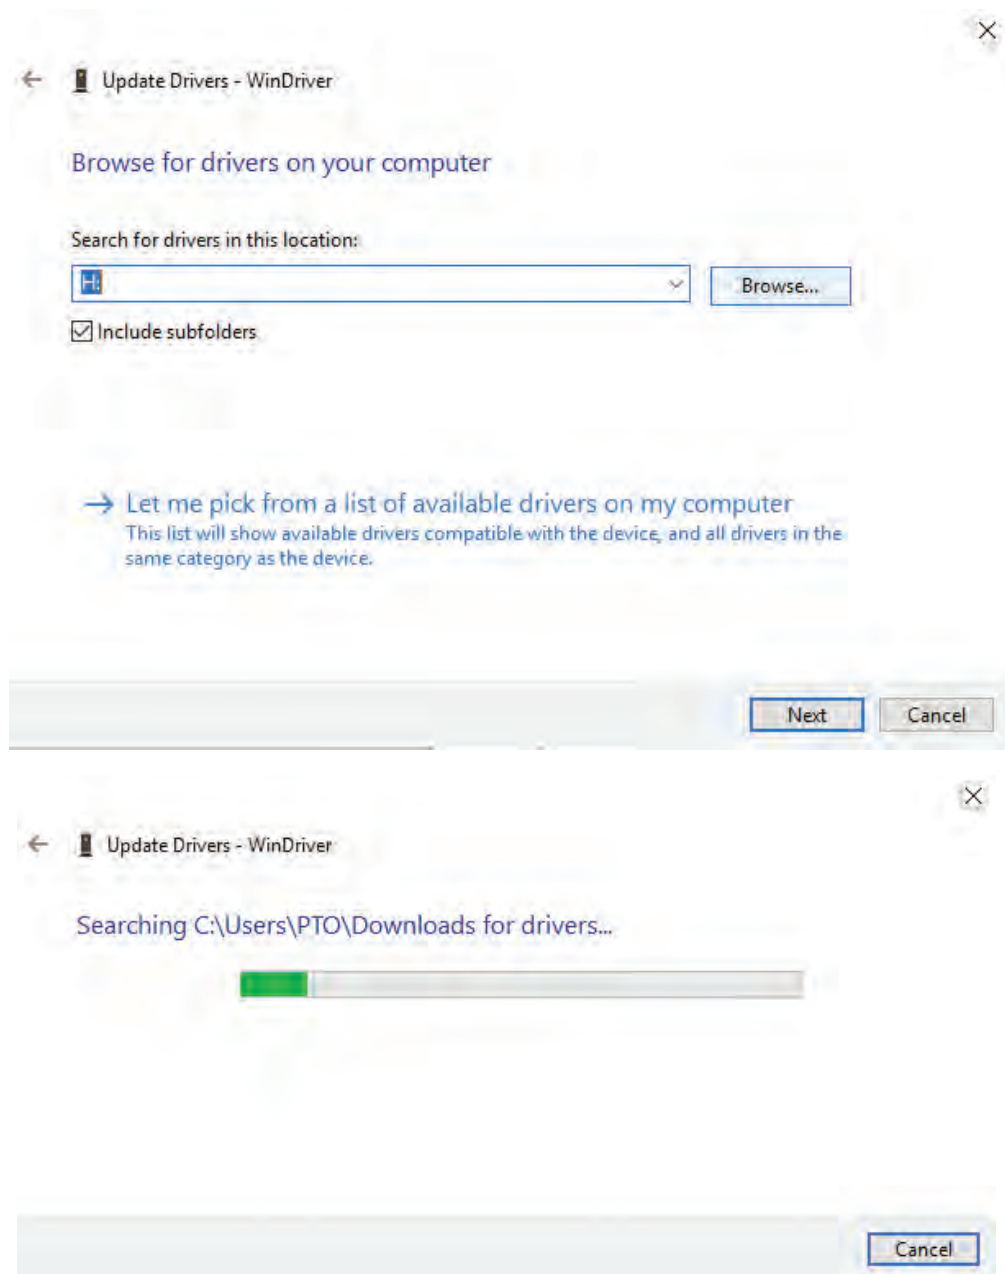 Update Drivers - WinDriver
Browse for drivers on your computer
Search for drivers in this location:
H:
Browse...
Include subfolders
Let me pick from a list of available drivers on my computer
This list will show available drivers compatible with the device, and all drivers in the
same category as the device.
Next
Cancel
Update Drivers - WinDriver
Searching C:\Users\PTO\Downloads for drivers...
Cancel